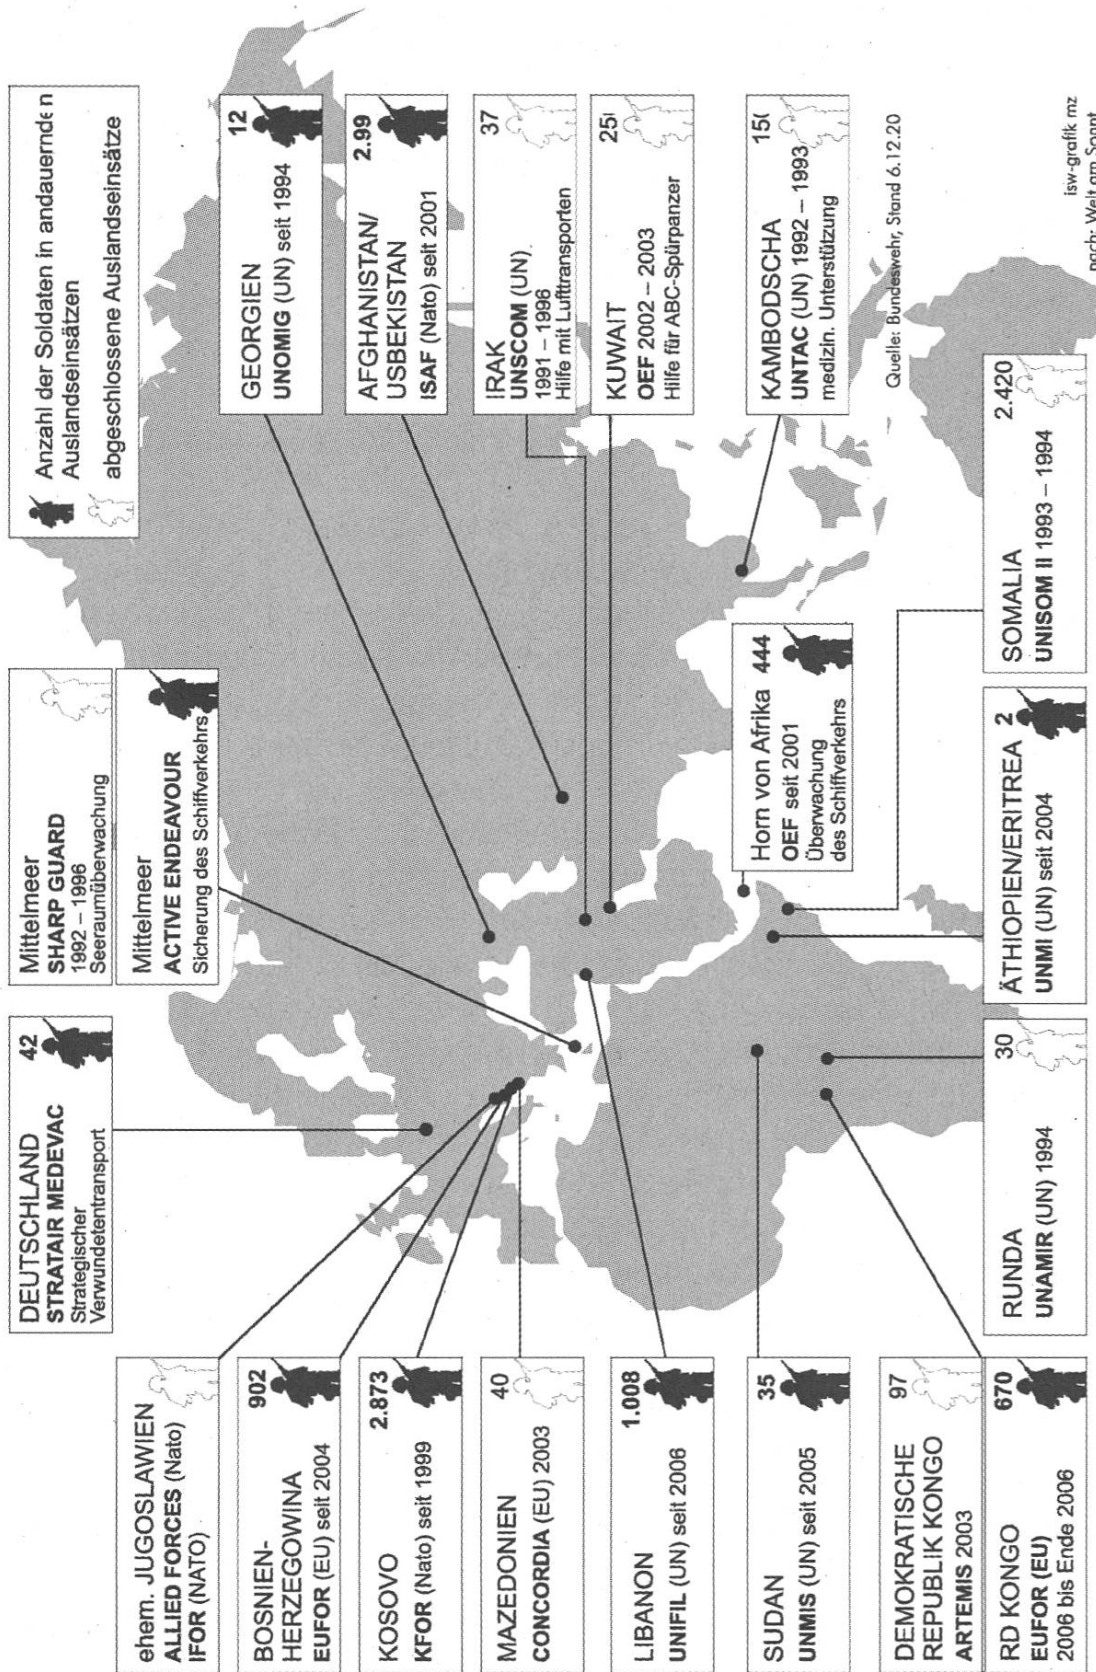 Anzahl der Soldaten in andauernden
Auslandseinsätzen
abgeschlossene Auslandseinsätze
DEUTSCHLAND 42
STRATAIR MEDEVAC
Strategischer
Verwundetentransport
Mittelmeer
SHARP GUARD
1992 – 1996
Seeraumüberwachung
Mittelmeer
ACTIVE ENDEAVOUR
Sicherung des Schiffverkehrs
ehem. JUGOSLAWIEN
ALLIED FORCES (Nato)
IFOR (NATO)
BOSNIEN- 902
HERZEGOWINA
EUFOR (EU) seit 2004
KOSOVO 2.873
KFOR (Nato) seit 1999
MAZEDONIEN 40
CONCORDIA (EU) 2003
LIBANON 1.008
UNIFIL (UN) seit 2006
SUDAN 35
UNMIS (UN) seit 2005
DEMOKRATISCHE 97
REPUBLIK KONGO
ARTEMIS 2003
RD KONGO 670
EUFOR (EU)
2006 bis Ende 2006
RUNDA 30
UNAMIR (UN) 1994
ÄTHIOPIEN/ERITREA 2
UNMI (UN) seit 2004
SOMALIA 2.420
UNISOM II 1993 – 1994
Horn von Afrika 444
OEF seit 2001
Überwachung
des Schiffverkehrs
GEORGIEN 12
UNOMIG (UN) seit 1994
AFGHANISTAN/ 2.99
USBEKISTAN
ISAF (Nato) seit 2001
IRAK 37
UNSCOM (UN)
1991 – 1996
Hilfe mit Lufttransporten
KUWAIT 25
OEF 2002 – 2003
Hilfe für ABC-Spürpanzer
KAMBODSCHA 15
UNTAC (UN) 1992 – 1993
medizin. Unterstützung
Quelle: Bundeswehr, Stand 6.12.20
isw-grafik mz
nach: Welt am Sonnt